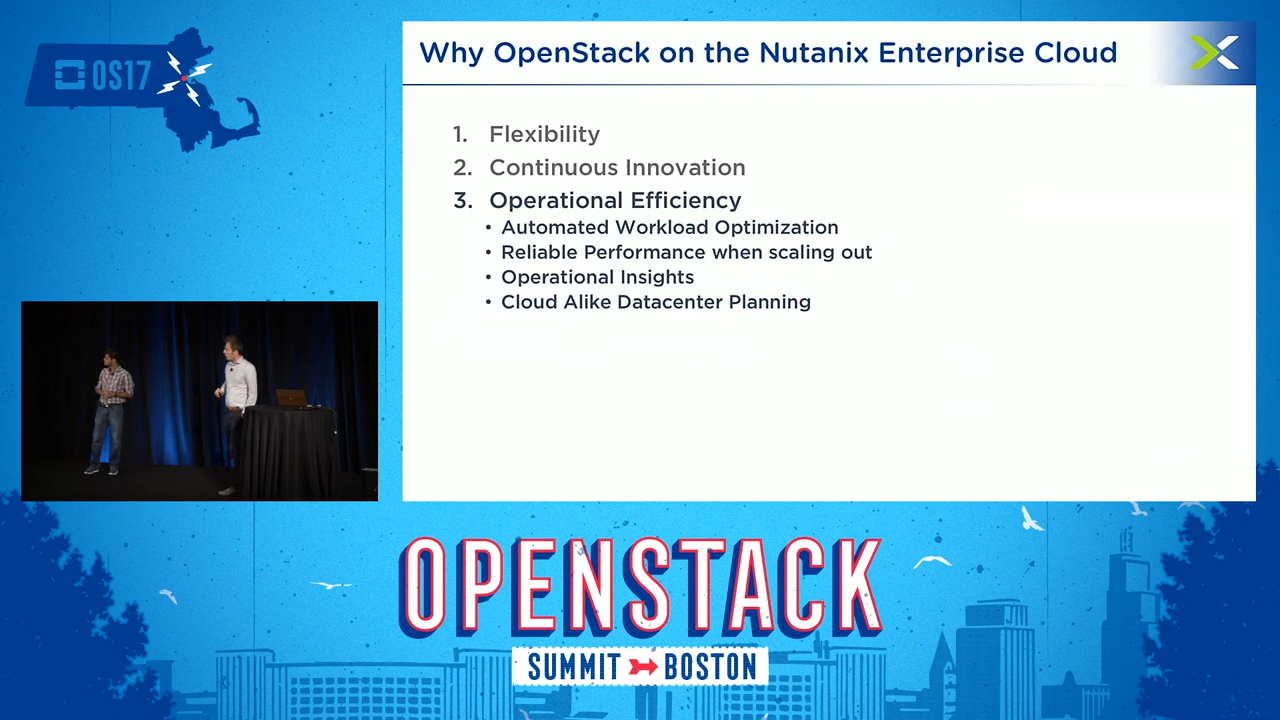 OS17
Why OpenStack on the Nutanix Enterprise Cloud
1. Flexibility
2. Continuous Innovation
3. Operational Efficiency
• Automated Workload Optimization
• Reliable Performance when scaling out
• Operational Insights
• Cloud Alike Datacenter Planning
OPENSTACK
SUMMIT BOSTON